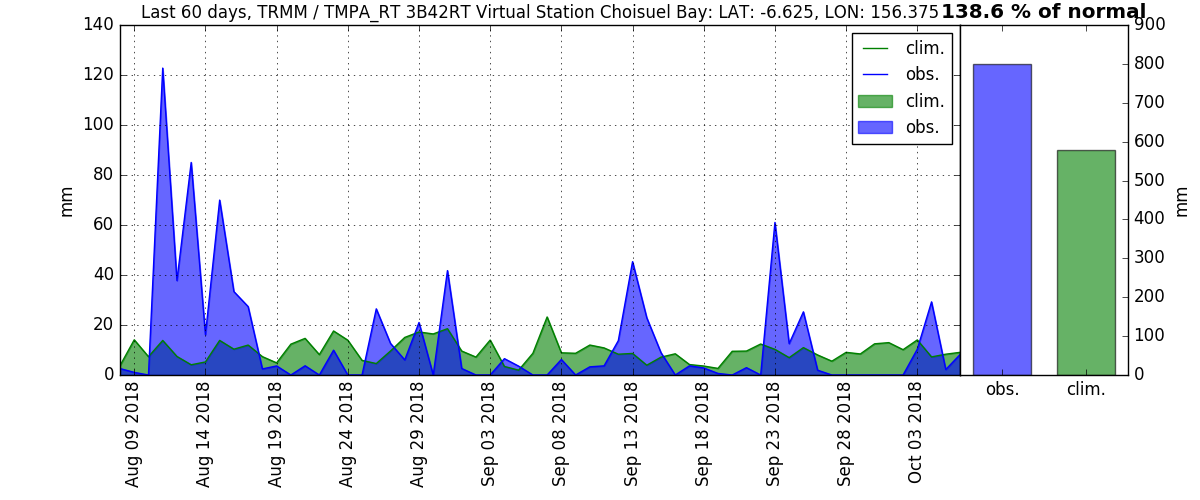 Last 60 days, TRMM / TMPA_RT 3B42RT Virtual Station Choisuel Bay: LAT: -6.625, LON: 156.375
138.6 % of normal
140
120
100
80
60
40
20
0
mm
clim.
obs.
clim.
obs.
900
800
700
600
500
400
300
200
100
0
mm
Aug 09 2018
Aug 14 2018
Aug 19 2018
Aug 24 2018
Aug 29 2018
Sep 03 2018
Sep 08 2018
Sep 13 2018
Sep 18 2018
Sep 23 2018
Sep 28 2018
Oct 03 2018
obs.
clim.